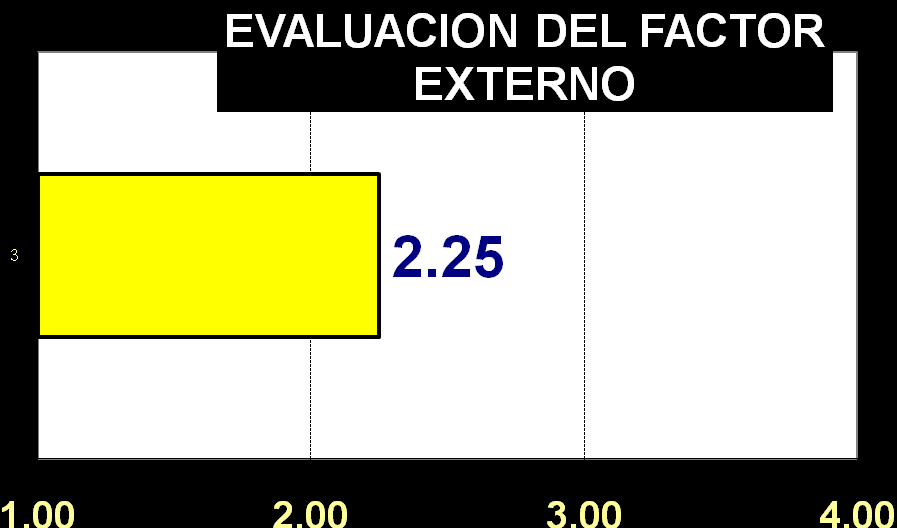 EVALUACION DEL FACTOR
EXTERNO
3
2.25
1.00 2.00 3.00 4.00